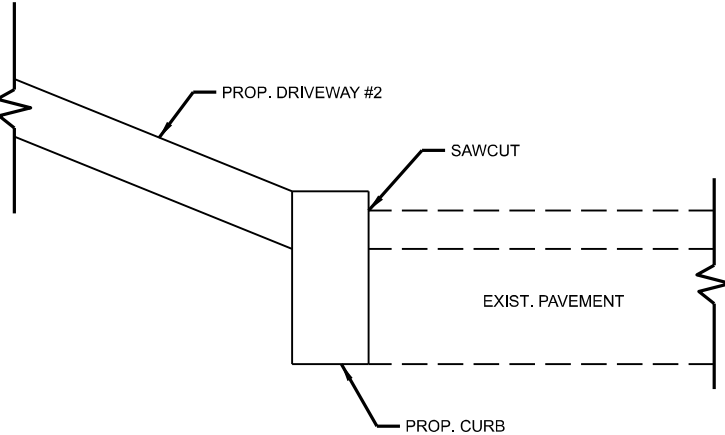 PROP. DRIVEWAY #2
SAWCUT
EXIST. PAVEMENT
PROP. CURB